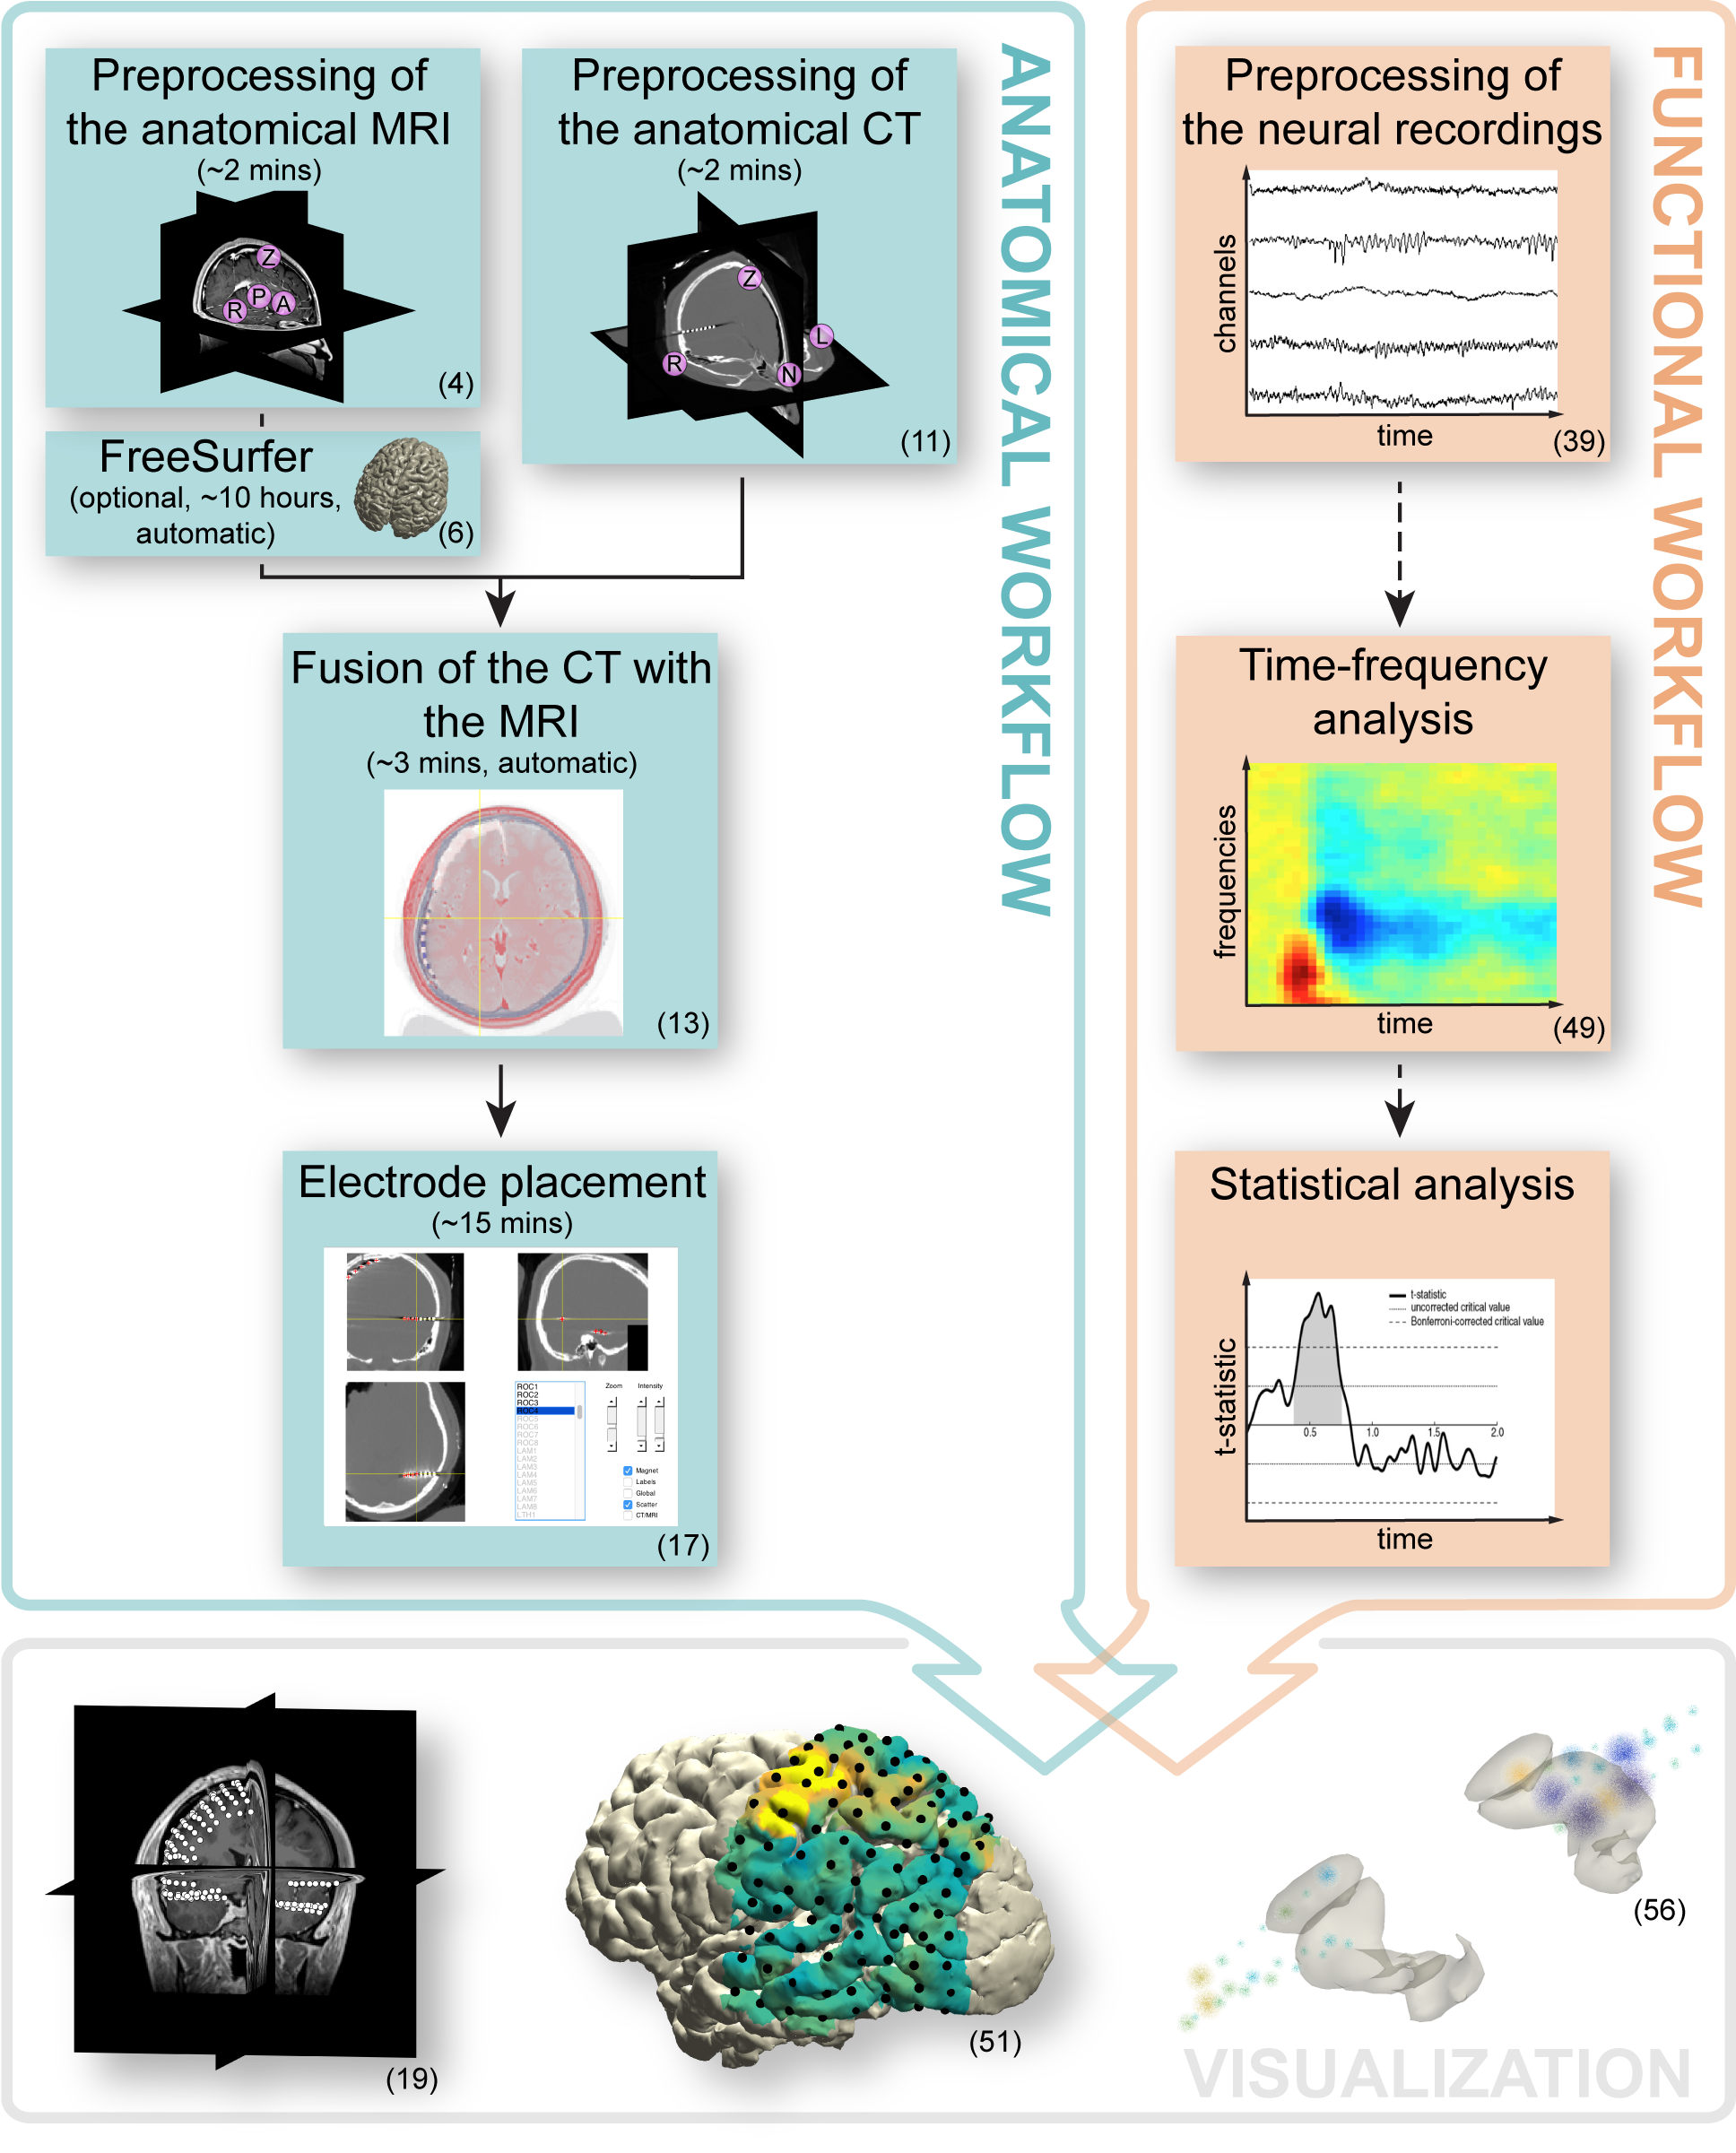 Preprocessing of
the anatomical MRI
(~2 mins)
Z
P
A
R
(4)
FreeSurfer
(optional, ~10 hours,
automatic)
(6)
Preprocessing of
the anatomical CT
(~2 mins)
Z
L
R
N
(11)
Fusion of the CT with
the MRI
(~3 mins, automatic)
(13)
Electrode placement
(~15 mins)
ROC1
ROC2
ROC3
ROC4
ROC5
ROC6
ROC7
ROC8
LAM1
LAM2
LAM3
LAM4
LAM5
LAM6
LAM7
LAM8
LTH1
Zoom
Intensity
Magnet
Labels
Global
Scatter
CT/MRI
(17)
ANATOMICAL WORKFLOW
Preprocessing of
the neural recordings
channels
time
(39)
Time-frequency
analysis
frequencies
time
(49)
Statistical analysis
t-statistic
uncorrected critical value
Bonferroni-corrected critical value
t-statistic
0.5
1.0
1.5
2.0
time
FUNCTIONAL WORKFLOW
(19)
(51)
(56)
VISUALIZATION